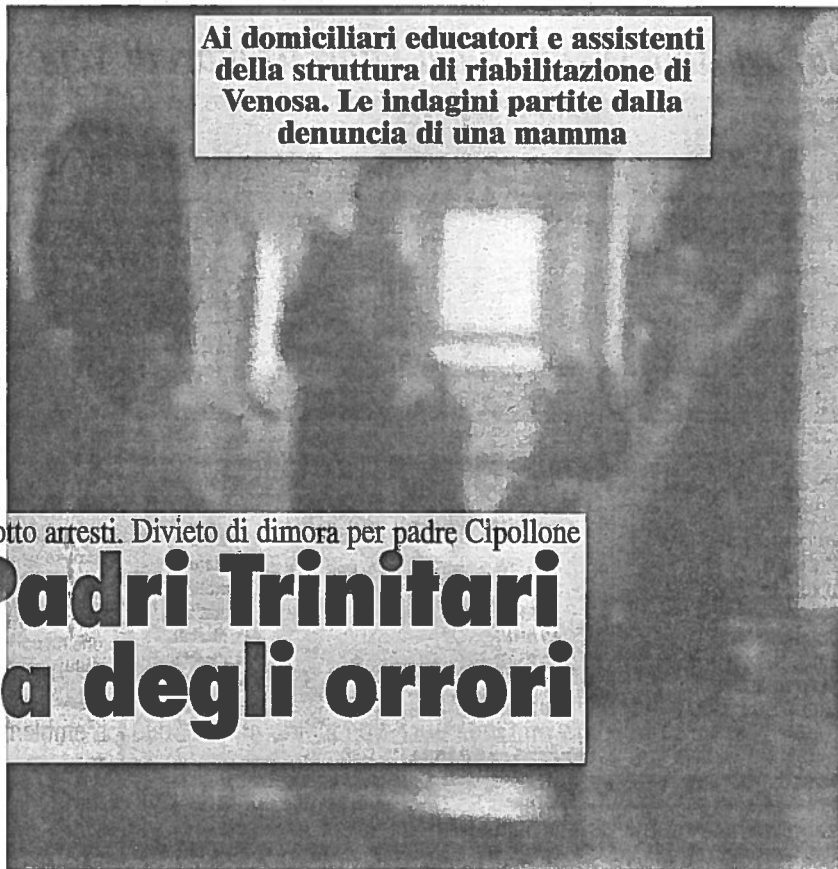 Ai domiciliari educatori e assistenti
della struttura di riabilitazione di
Venosa. Le indagini partite dalla
denuncia di una mamma
otto arresti. Divieto di dimora per padre Cipollone
Padri Trinitari
a degli orrori